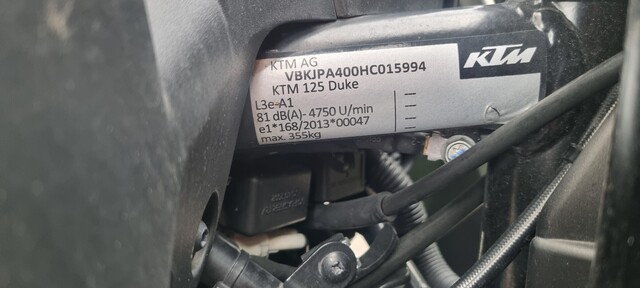 KTM AG
VBKJPA400HC015994
KTM 125 Duke
L3e-A1
81 dB(A)- 4750 U/min
e1*168/2013*00047
max. 355kg
KTM